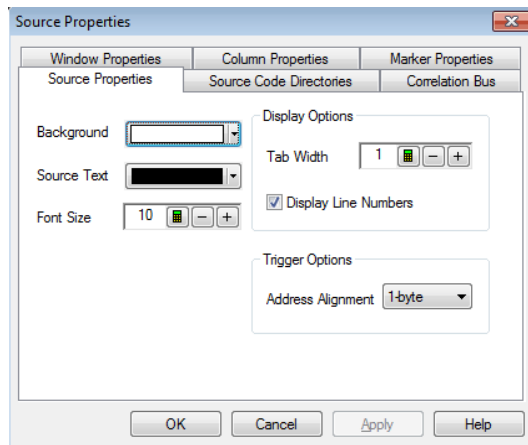 Source Properties
Window Properties Column Properties Marker Properties
Source Properties Source Code Directories Correlation Bus
Background
Source Text
Font Size 10
Display Options
Tab Width 1
Display Line Numbers
Trigger Options
Address Alignment 1-byte
OK Cancel Apply Help